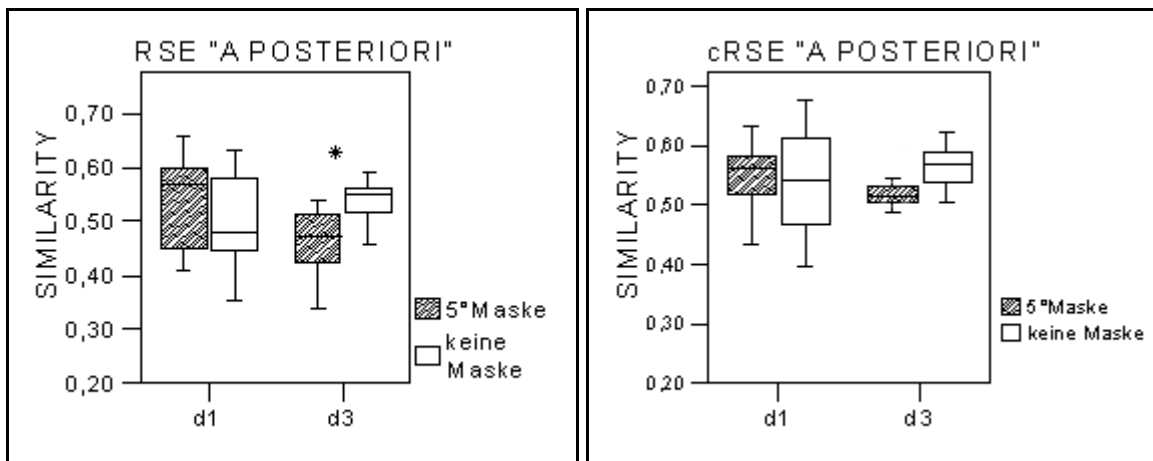 RSE "A POSTERIORI"
SIMILARITY
0,70
0,60
0,50
0,40
0,30
0,20
d1 d3
5°Maske
keine
Maske
cRSE "A POSTERIORI"
SIMILARITY
0,70
0,60
0,50
0,40
0,30
0,20
d1 d3
5°Maske
keine Maske